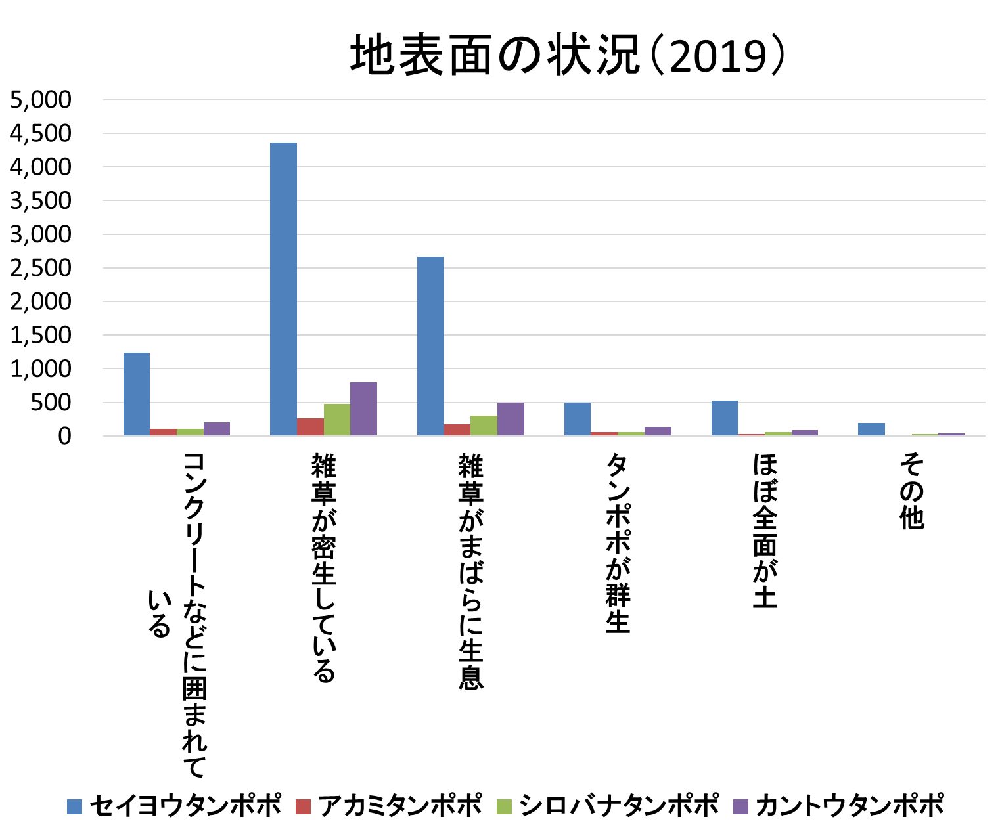 地表面の状況（2019）
5,000
4,500
4,000
3,500
3,000
2,500
2,000
1,500
1,000
500
0
コンクリートなどに囲まれて
いる
雑草が密生している
雑草がまばらに生息
タンポポが群生
ほぼ全面が土
その他
セイヨウタンポポ アカミタンポポ シロバナタンポポ カントウタンポポ